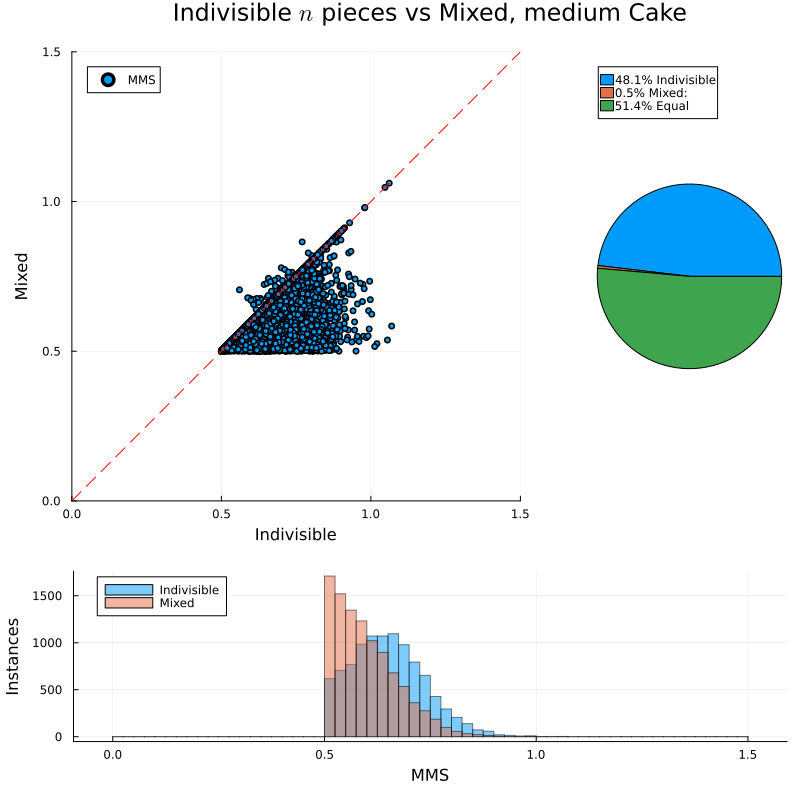 Indivisible n pieces vs Mixed, medium Cake
1.5
MMS
48.1% Indivisible
0.5% Mixed:
51.4% Equal
1.0
Mixed
0.5
0.0
0.0 0.5 1.0 1.5
Indivisible
Indivisible
Mixed
1500
Instances
1000
500
0
0.0 0.5 1.0 1.5
MMS